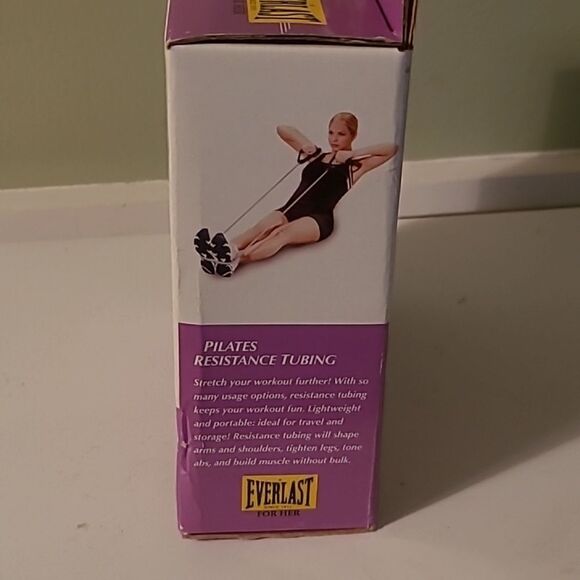 PILATES
RESISTANCE TUBING
Stretch your workout further! With so
many usage options, resistance tubing
keeps your workout fun. Lightweight
and portable: ideal for travel and
storage! Resistance tubing will shape
arms and shoulders, tighten legs, tone
abs, and build muscle without bulk.
EVERLAST
SINCE 1910
FOR HER